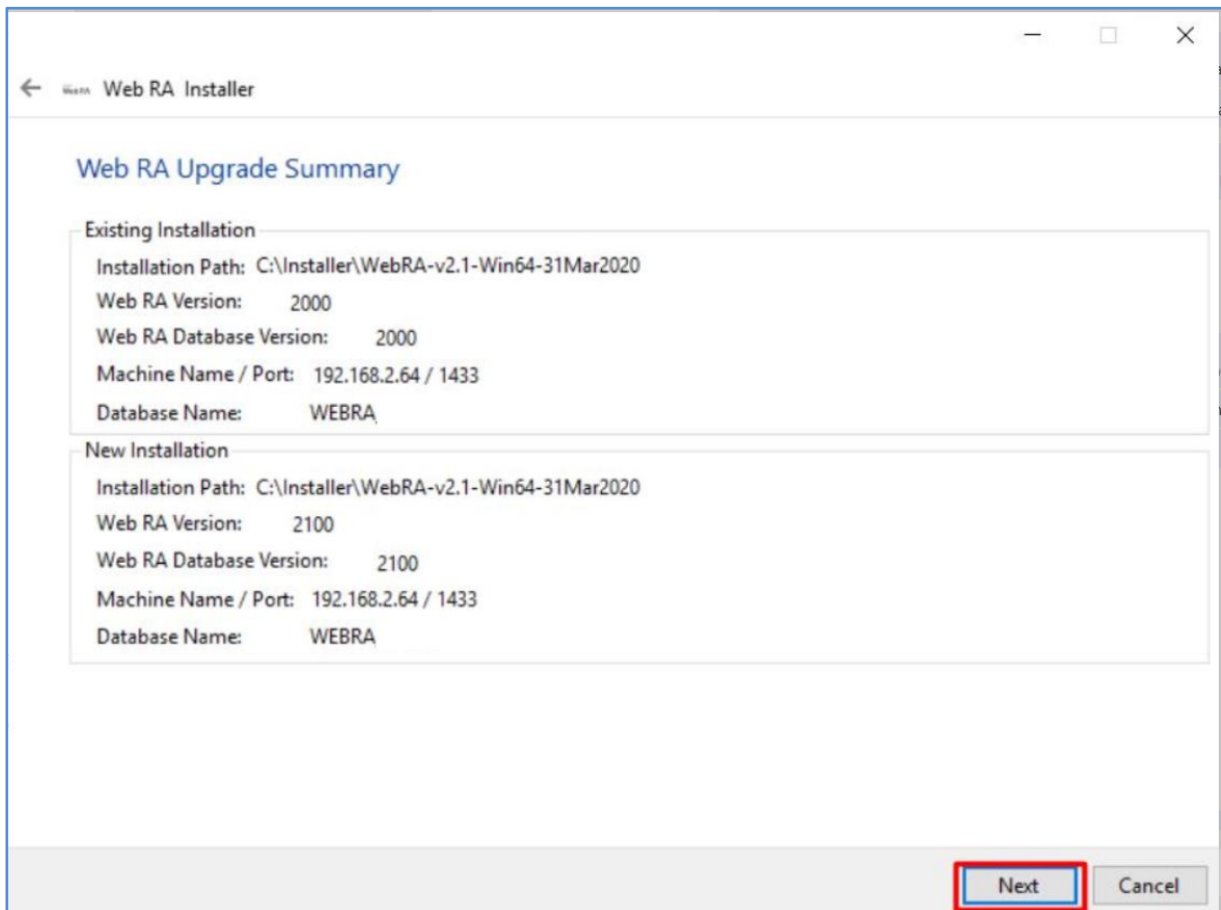 Web RA Installer
Web RA Upgrade Summary
Existing Installation
Installation Path: C:\Installer\WebRA-v2.1-Win64-31Mar2020
Web RA Version: 2000
Web RA Database Version: 2000
Machine Name / Port: 192.168.2.64 / 1433
Database Name: WEBRA
New Installation
Installation Path: C:\Installer\WebRA-v2.1-Win64-31Mar2020
Web RA Version: 2100
Web RA Database Version: 2100
Machine Name / Port: 192.168.2.64 / 1433
Database Name: WEBRA
Next Cancel